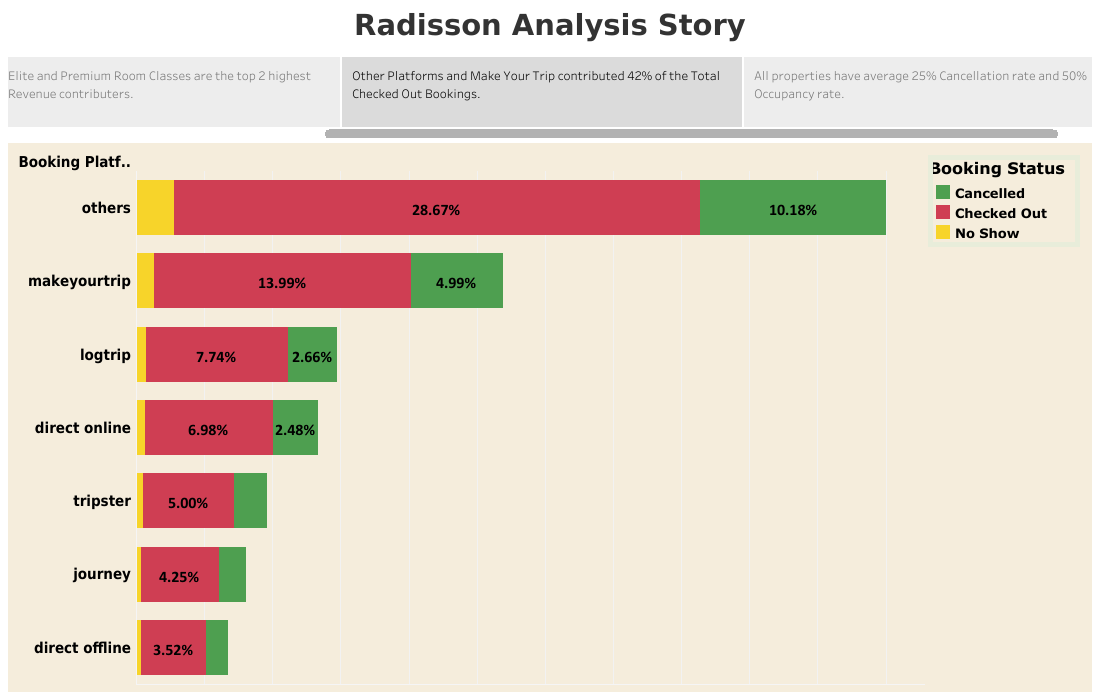 Radisson Analysis Story
Elite and Premium Room Classes are the top 2 highest
Revenue contributers.
Other Platforms and Make Your Trip contributed 42% of the Total
Checked Out Bookings.
All properties have average 25% Cancellation rate and 50%
Occupancy rate.
Booking Platf..
Booking Status
Cancelled
Checked Out
No Show
others
28.67%
10.18%
makeyourtrip
13.99%
4.99%
logtrip
7.74%
2.66%
direct online
6.98%
2.48%
tripster
5.00%
journey
4.25%
direct offline
3.52%